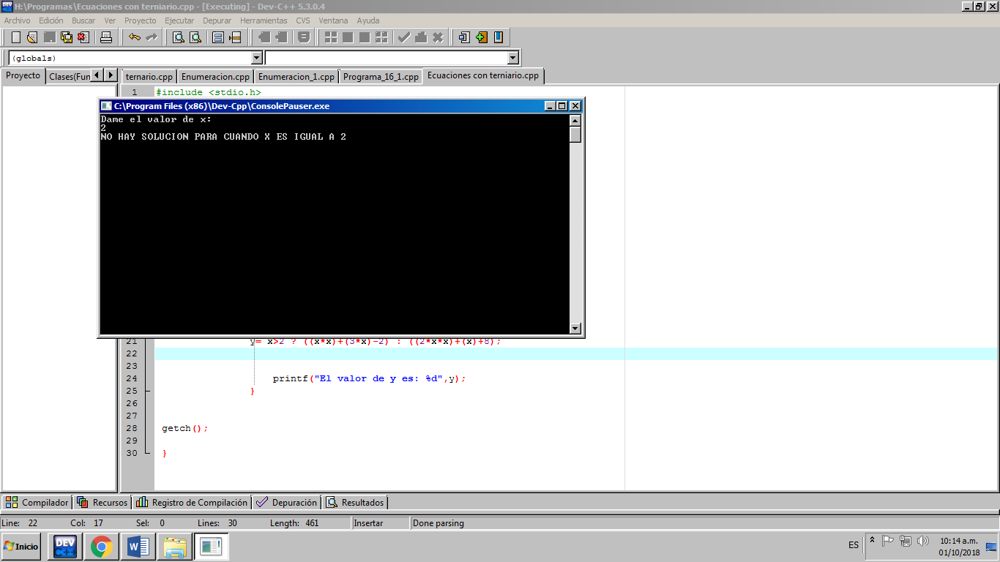 H:\Programas\Ecuaciones con terniario.cpp - [Executing] - Dev-C++ 5.3.0.4
Archivo Edición Buscar Ver Proyecto Ejecutar Depurar Herramientas CVS Ventana Ayuda
(globals)
Proyecto Clases(Fun ternario.cpp Enumeracion.cpp Enumeracion_1.cpp Programa_16_1.cpp Ecuaciones con terniario.cpp
1 #include <stdio.h>
C:\Program Files (x86)\Dev-Cpp\ConsolePauser.exe
Dame el valor de x:
2
NO HAY SOLUCION PARA CUANDO X ES IGUAL A 2
21 y= x>2 ? ((x*x)+(3*x)-2) : ((2*x*x)+(x)+8);
22
23
24 printf("El valor de y es: %d",y);
25 }
26
27
28 getch();
29
30 }
Compilador Recursos Registro de Compilación Depuración Resultados
Line: 22 Col: 17 Sel: 0 Lines: 30 Length: 461 Insertar Done parsing
Inicio DEV C++ W ES 10:14 a.m.
01/10/2018